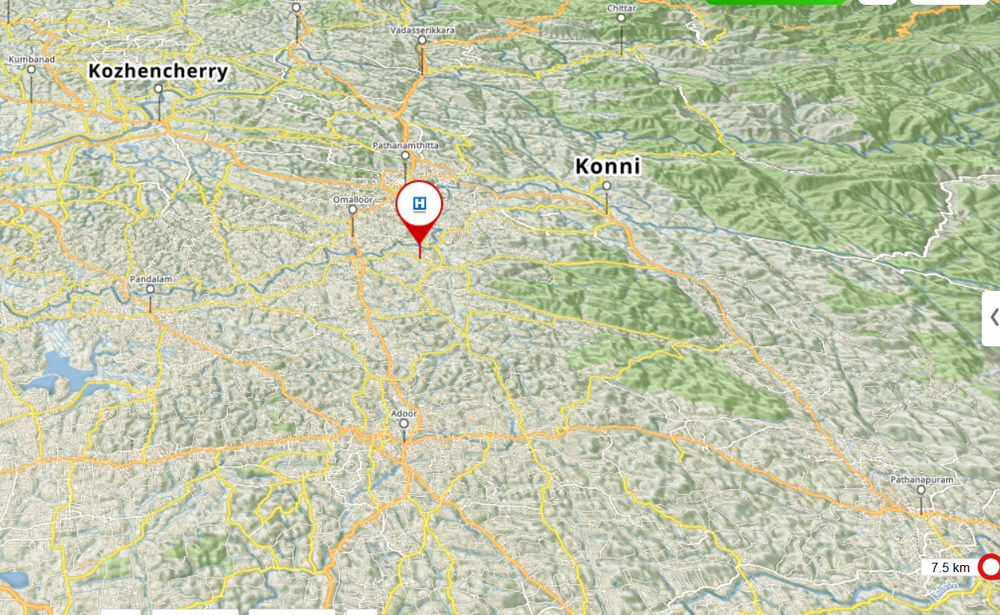 Chittar
Vadasserikkara
Kumbanad
Kozhencherry
Pathanamthitta
Konni
Omalloor
H
Pandalam
Adoor
Pathanapuram
7.5 km